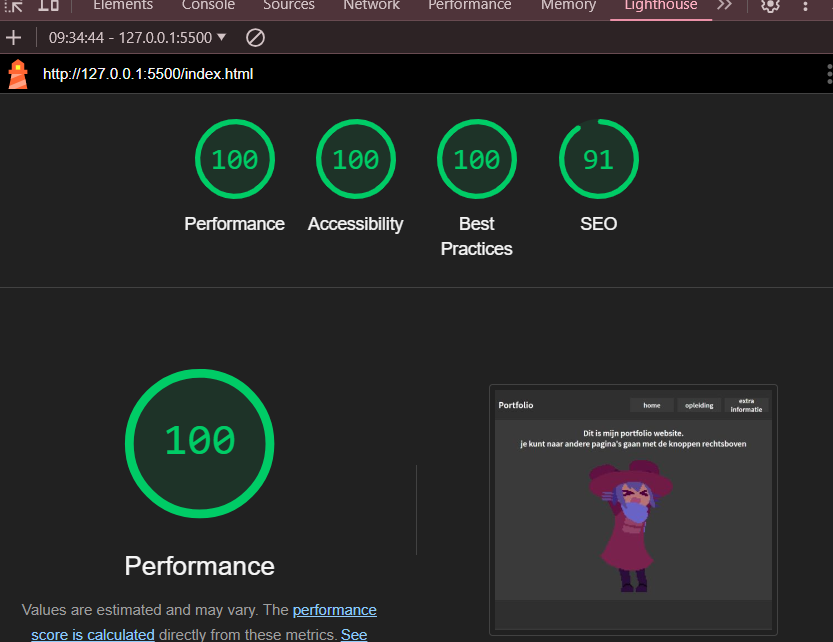 Elements Console Sources Network Performance Memory Lighthouse
09:34:44 - 127.0.0.1:5500
http://127.0.0.1:5500/index.html
100 100 100 91
Performance Accessibility Best Practices SEO
100
Performance
Values are estimated and may vary. The performance
score is calculated directly from these metrics. See
Portfolio home opleiding extra informatie
Dit is mijn portfolio website.
je kunt naar andere pagina's gaan met de knoppen rechtsboven